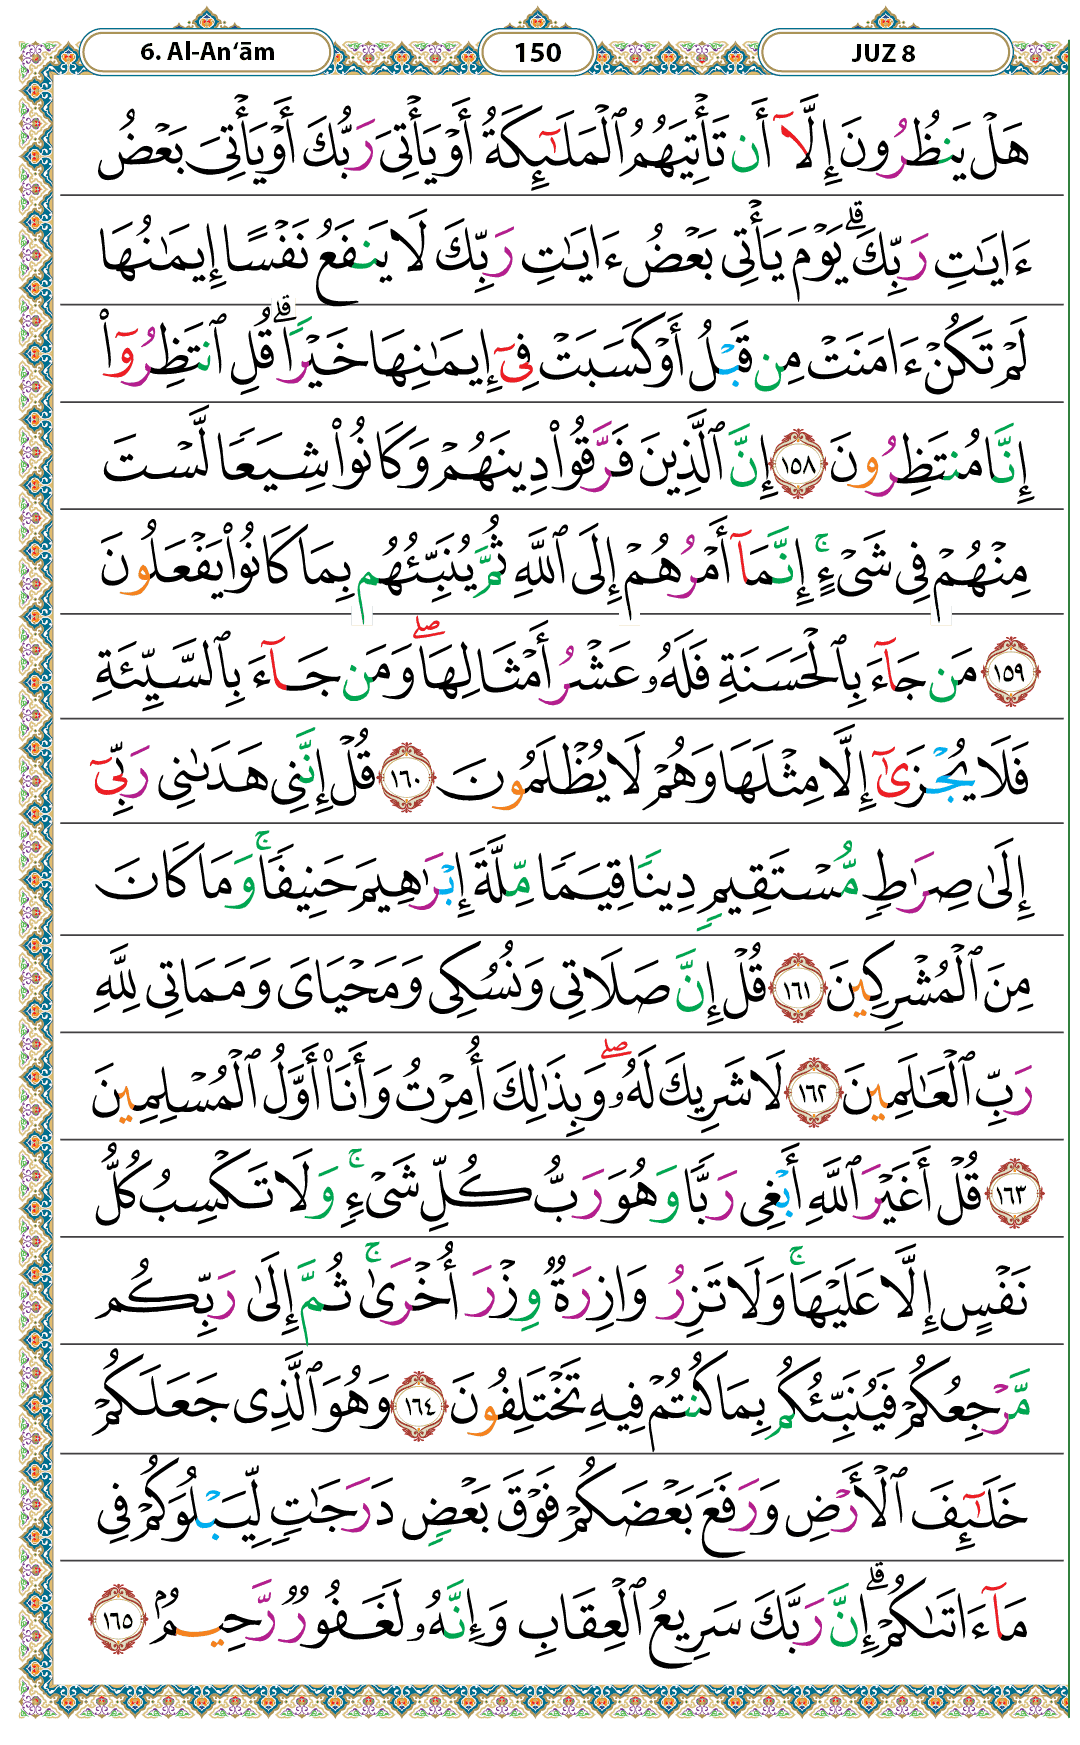 6. Al-An‘ām 150 JUZ 8
هَلْ يَنظُرُونَ إِلَّآ أَن تَأْتِيَهُمُ ٱلْمَلَـٰٓئِكَةُ أَوْ يَأْتِىَ رَبُّكَ أَوْ يَأْتِىَ بَعْضُ
ءَايَـٰتِ رَبِّكَ ۗ يَوْمَ يَأْتِى بَعْضُ ءَايَـٰتِ رَبِّكَ لَا يَنفَعُ نَفْسًا إِيمَـٰنُهَا
لَمْ تَكُنْ ءَامَنَتْ مِن قَبْلُ أَوْ كَسَبَتْ فِىٓ إِيمَـٰنِهَا خَيْرًا ۗ قُلِ ٱنتَظِرُوٓا۟
إِنَّا مُنتَظِرُونَ ١٥٨ إِنَّ ٱلَّذِينَ فَرَّقُوا۟ دِينَهُمْ وَكَانُوا۟ شِيَعًا لَّسْتَ
مِنْهُمْ فِى شَىْءٍ ۚ إِنَّمَآ أَمْرُهُمْ إِلَى ٱللَّهِ ثُمَّ يُنَبِّئُهُم بِمَا كَانُوا۟ يَفْعَلُونَ
١٥٩ مَن جَآءَ بِٱلْحَسَنَةِ فَلَهُۥ عَشْرُ أَمْثَالِهَا ۖ وَمَن جَآءَ بِٱلسَّيِّئَةِ
فَلَا يُجْزَىٰٓ إِلَّا مِثْلَهَا وَهُمْ لَا يُظْلَمُونَ ١٦٠ قُلْ إِنَّنِى هَدَىٰنِى رَبِّىٓ
إِلَىٰ صِرَٰطٍ مُّسْتَقِيمٍ دِينًا قِيَمًا مِّلَّةَ إِبْرَٰهِيمَ حَنِيفًا ۚ وَمَا كَانَ
مِنَ ٱلْمُشْرِكِينَ ١٦١ قُلْ إِنَّ صَلَاتِى وَنُسُكِى وَمَحْيَاىَ وَمَمَاتِى لِلَّهِ
رَبِّ ٱلْعَـٰلَمِينَ ١٦٢ لَا شَرِيكَ لَهُۥ ۖ وَبِذَٰلِكَ أُمِرْتُ وَأَنَا۠ أَوَّلُ ٱلْمُسْلِمِينَ
١٦٣ قُلْ أَغَيْرَ ٱللَّهِ أَبْغِى رَبًّا وَهُوَ رَبُّ كُلِّ شَىْءٍ ۚ وَلَا تَكْسِبُ كُلُّ
نَفْسٍ إِلَّا عَلَيْهَا ۚ وَلَا تَزِرُ وَازِرَةٌ وِزْرَ أُخْرَىٰ ۚ ثُمَّ إِلَىٰ رَبِّكُم
مَّرْجِعُكُمْ فَيُنَبِّئُكُم بِمَا كُنتُمْ فِيهِ تَخْتَلِفُونَ ١٦٤ وَهُوَ ٱلَّذِى جَعَلَكُمْ
خَلَـٰٓئِفَ ٱلْأَرْضِ وَرَفَعَ بَعْضَكُمْ فَوْقَ بَعْضٍ دَرَجَـٰتٍ لِّيَبْلُوَكُمْ فِى
مَآ ءَاتَىٰكُمْ ۗ إِنَّ رَبَّكَ سَرِيعُ ٱلْعِقَابِ وَإِنَّهُۥ لَغَفُورٌ رَّحِيمٌۢ ١٦٥